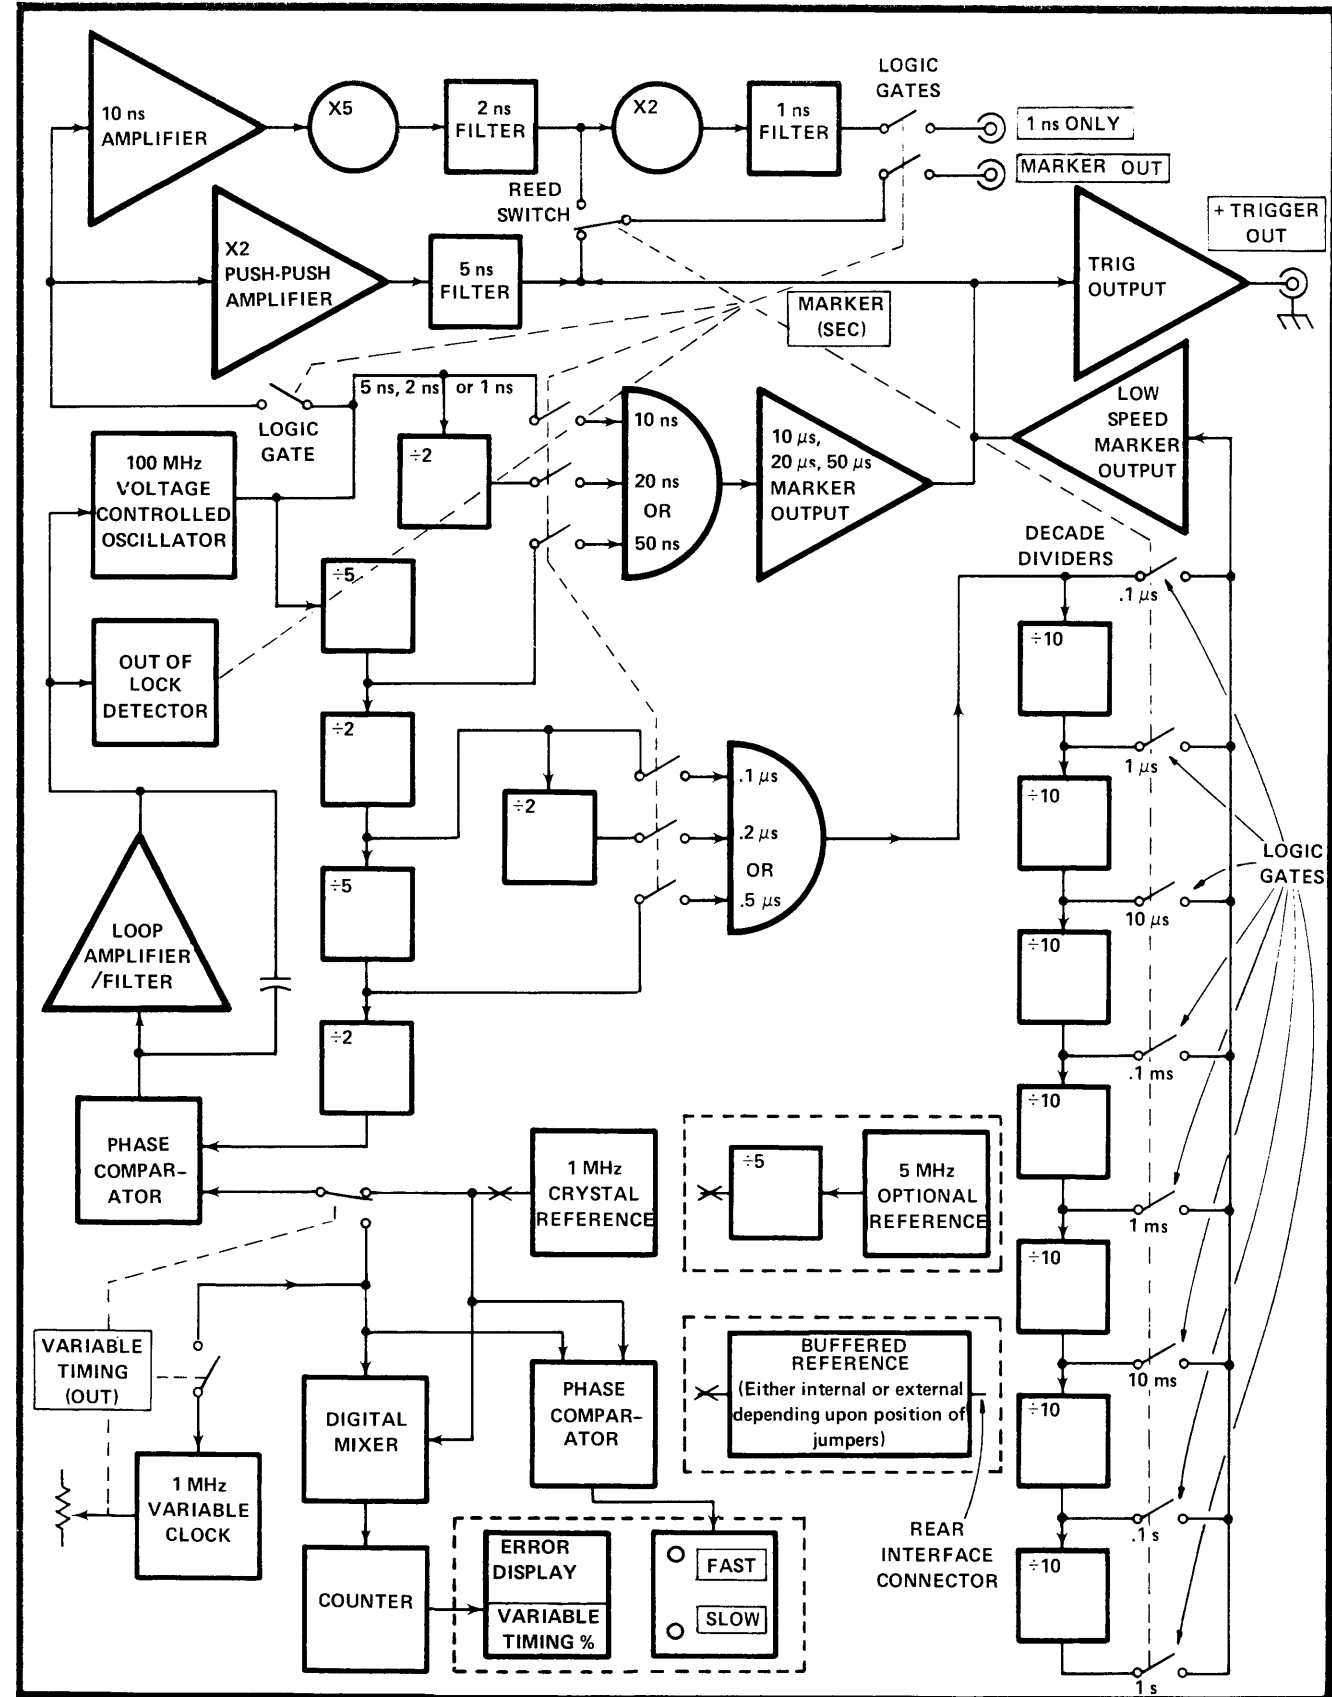 10 ns
AMPLIFIER
X5
2 ns
FILTER
X2
1 ns
FILTER
LOGIC
GATES
1 ns ONLY
MARKER OUT
REED
SWITCH
X2
PUSH-PUSH
AMPLIFIER
5 ns
FILTER
MARKER
(SEC)
TRIG
OUTPUT
+ TRIGGER
OUT
5 ns, 2 ns or 1 ns
LOGIC
GATE
÷2
10 ns
20 ns
OR
50 ns
10 µs,
20 µs, 50 µs
MARKER
OUTPUT
LOW
SPEED
MARKER
OUTPUT
100 MHz
VOLTAGE
CONTROLLED
OSCILLATOR
÷5
OUT OF
LOCK
DETECTOR
÷2
÷2
.1 µs
.2 µs
OR
.5 µs
÷5
÷2
LOOP
AMPLIFIER
/FILTER
PHASE
COMPAR-
ATOR
DECADE
DIVIDERS
.1 µs
÷10
1 µs
÷10
10 µs
÷10
.1 ms
÷10
1 ms
÷10
10 ms
÷10
.1 s
÷10
1 s
LOGIC
GATES
1 MHz
CRYSTAL
REFERENCE
÷5
5 MHz
OPTIONAL
REFERENCE
VARIABLE
TIMING
(OUT)
BUFFERED
REFERENCE
(Either internal or external
depending upon position of
jumpers)
DIGITAL
MIXER
PHASE
COMPAR-
ATOR
1 MHz
VARIABLE
CLOCK
COUNTER
ERROR
DISPLAY
VARIABLE
TIMING %
FAST
SLOW
REAR
INTERFACE
CONNECTOR